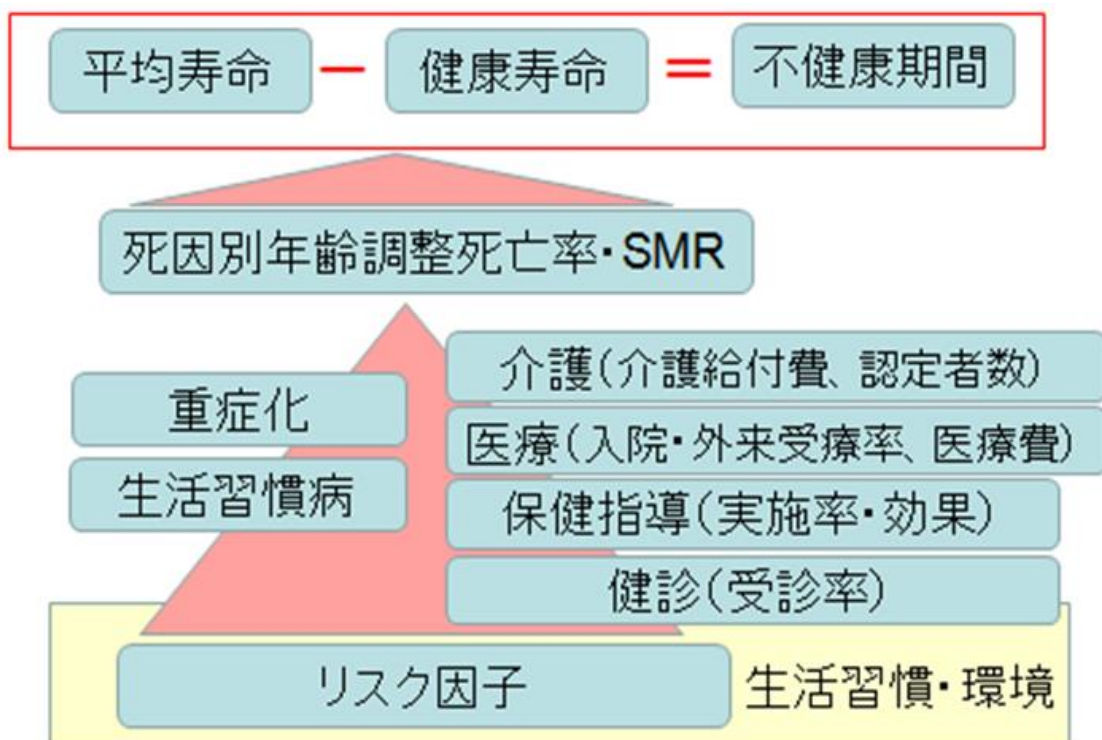 平均寿命 － 健康寿命 ＝ 不健康期間
死因別年齢調整死亡率・SMR
重症化
生活習慣病
介護(介護給付費、認定者数)
医療(入院・外来受療率、医療費)
保健指導(実施率・効果)
健診(受診率)
リスク因子
生活習慣・環境